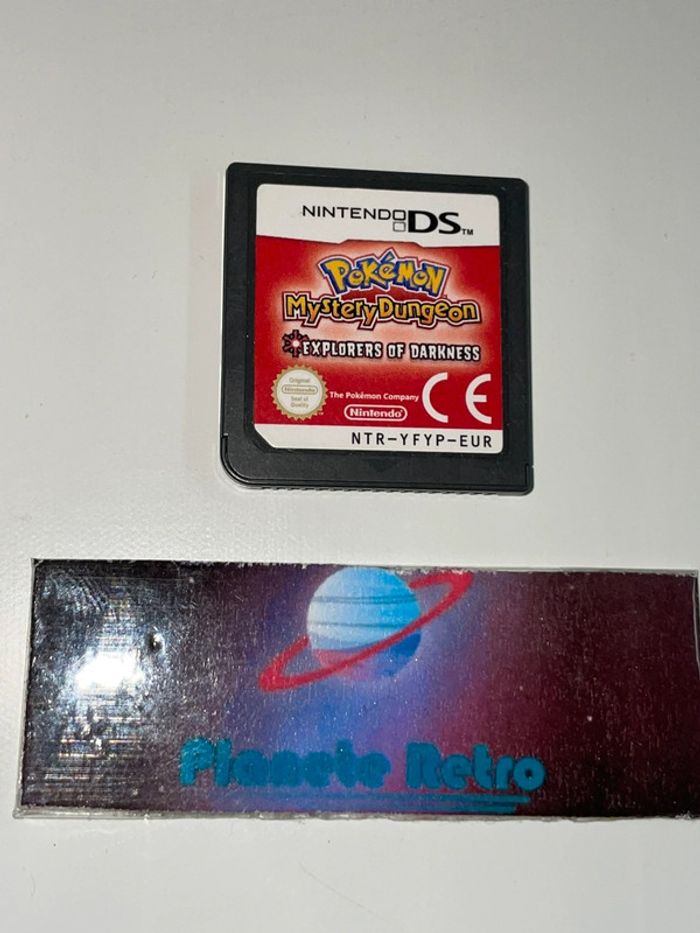 NINTENDO DS™
POKéMON
Mystery Dungeon
EXPLORERS OF DARKNESS
Original
Nintendo
Seal of
Quality
The Pokémon Company
Nintendo
CE
NTR-YFYP-EUR
Planete Retro